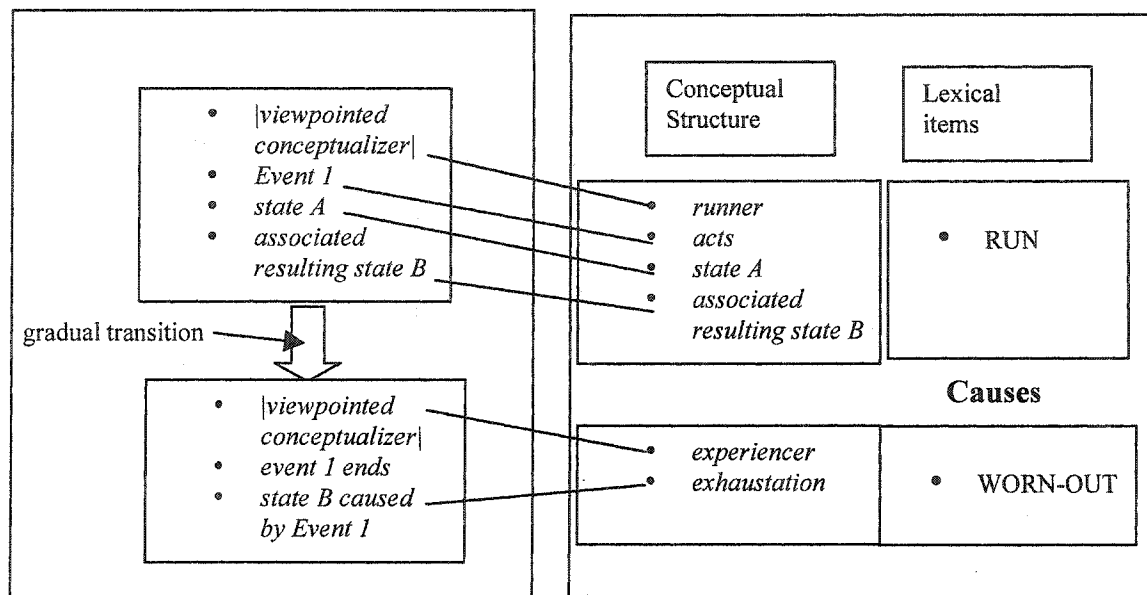 |viewpointed
conceptualizer|
Event 1
state A
associated
resulting state B
gradual transition
|viewpointed
conceptualizer|
event 1 ends
state B caused
by Event 1
Conceptual
Structure
Lexical
items
runner
acts
state A
associated
resulting state B
RUN
Causes
experiencer
exhaustation
WORN-OUT